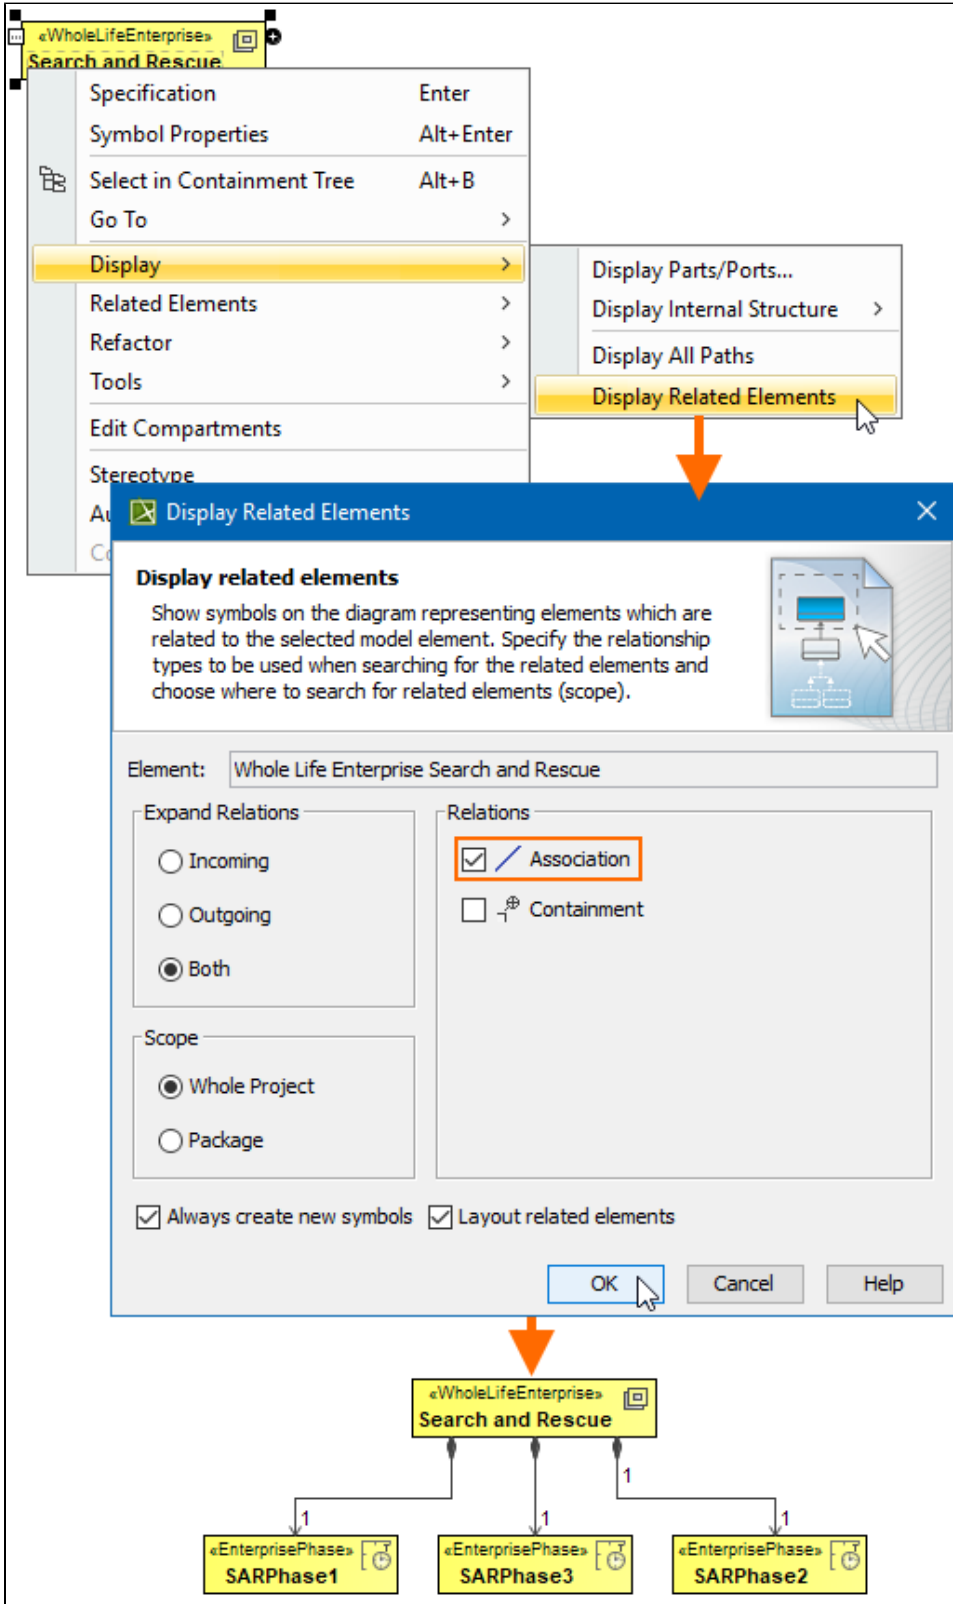 «WholeLifeEnterprise»
Search and Rescue
Specification Enter
Symbol Properties Alt+Enter
Select in Containment Tree Alt+B
Go To
Display
Display Parts/Ports...
Related Elements
Display Internal Structure
Refactor
Display All Paths
Tools
Display Related Elements
Edit Compartments
Stereotype
Display Related Elements
Display related elements
Show symbols on the diagram representing elements which are
related to the selected model element. Specify the relationship
types to be used when searching for the related elements and
choose where to search for related elements (scope).
Element: Whole Life Enterprise Search and Rescue
Expand Relations
Incoming
Outgoing
Both
Relations
Association
Containment
Scope
Whole Project
Package
Always create new symbols Layout related elements
OK Cancel Help
«WholeLifeEnterprise»
Search and Rescue
1
1 1 1
«EnterprisePhase» «EnterprisePhase» «EnterprisePhase»
SARPhase1 SARPhase3 SARPhase2